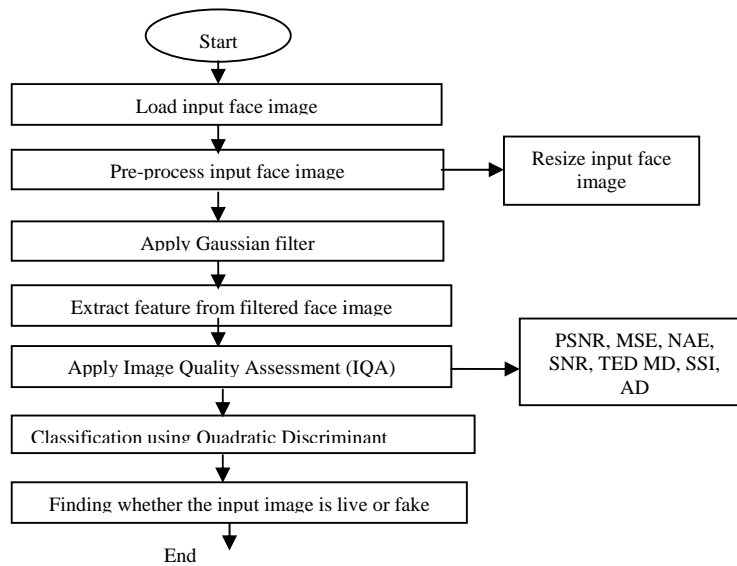 Start
Load input face image
Pre-process input face image
Resize input face
image
Apply Gaussian filter
Extract feature from filtered face image
Apply Image Quality Assessment (IQA)
PSNR, MSE, NAE,
SNR, TED MD, SSI,
AD
Classification using Quadratic Discriminant
Finding whether the input image is live or fake
End